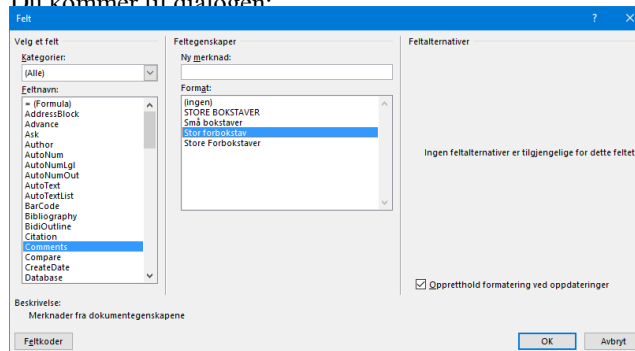 Du kommer til dialogen:
Felt
Velg et felt
Kategorier:
(Alle)
Feltnavn:
= (Formula)
AddressBlock
Advance
Ask
Author
AutoNum
AutoNumLgl
AutoNumOut
AutoText
AutoTextList
BarCode
Bibliography
BidiOutline
Citation
Comments
Compare
CreateDate
Database
Feltegenskaper
Ny merknad:
Format:
(ingen)
STORE BOKSTAVER
Små bokstaver
Stor forbokstav
Store Forbokstaver
Feltalternativer
Ingen feltalternativer er tilgjengelige for dette feltet
Oppretthold formatering ved oppdateringer
Beskrivelse:
Merknader fra dokumentegenskapene
Feltkoder
OK
Avbryt